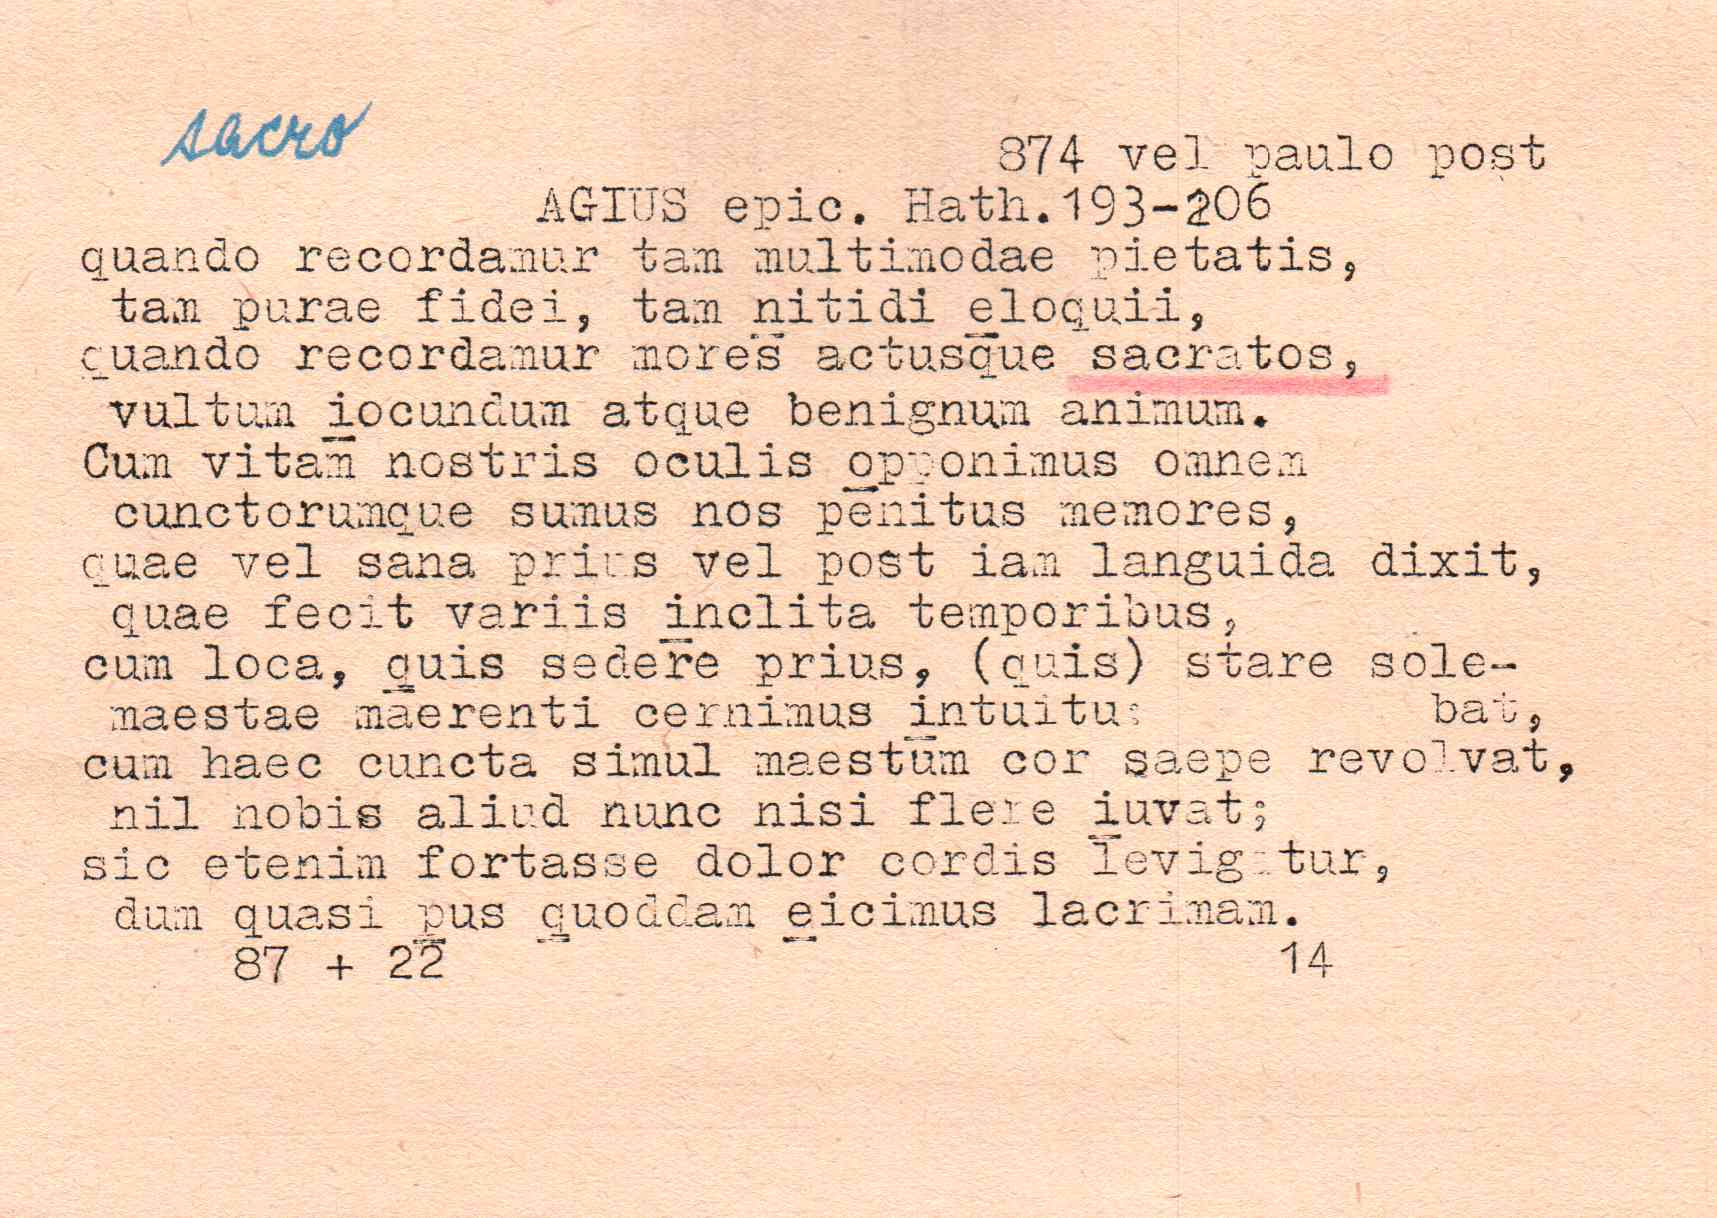 sacro
874 vel paulo post
AGIUS epic. Hath.193-206
quando recordamur tam multimodae pietatis,
tam purae fidei, tam nitidi eloquii,
quando recordamur mores actusque sacratos,
vultum iocundum atque benignum animum.
Cum vitam nostris oculis opponimus omnem
cunctorumque sumus nos penitus memores,
quae vel sana prius vel post iam languida dixit,
quae fecit variis inclita temporibus,
cum loca, quis sedere prius, (quis) stare sole-
maestae maerenti cernimus intuitus bat,
cum haec cuncta simul maestum cor saepe revolvat,
nil nobis aliud nunc nisi flere iuvat;
sic etenim fortasse dolor cordis levigatur,
dum quasi pus quoddam eicimus lacrimam.
87 + 22 14